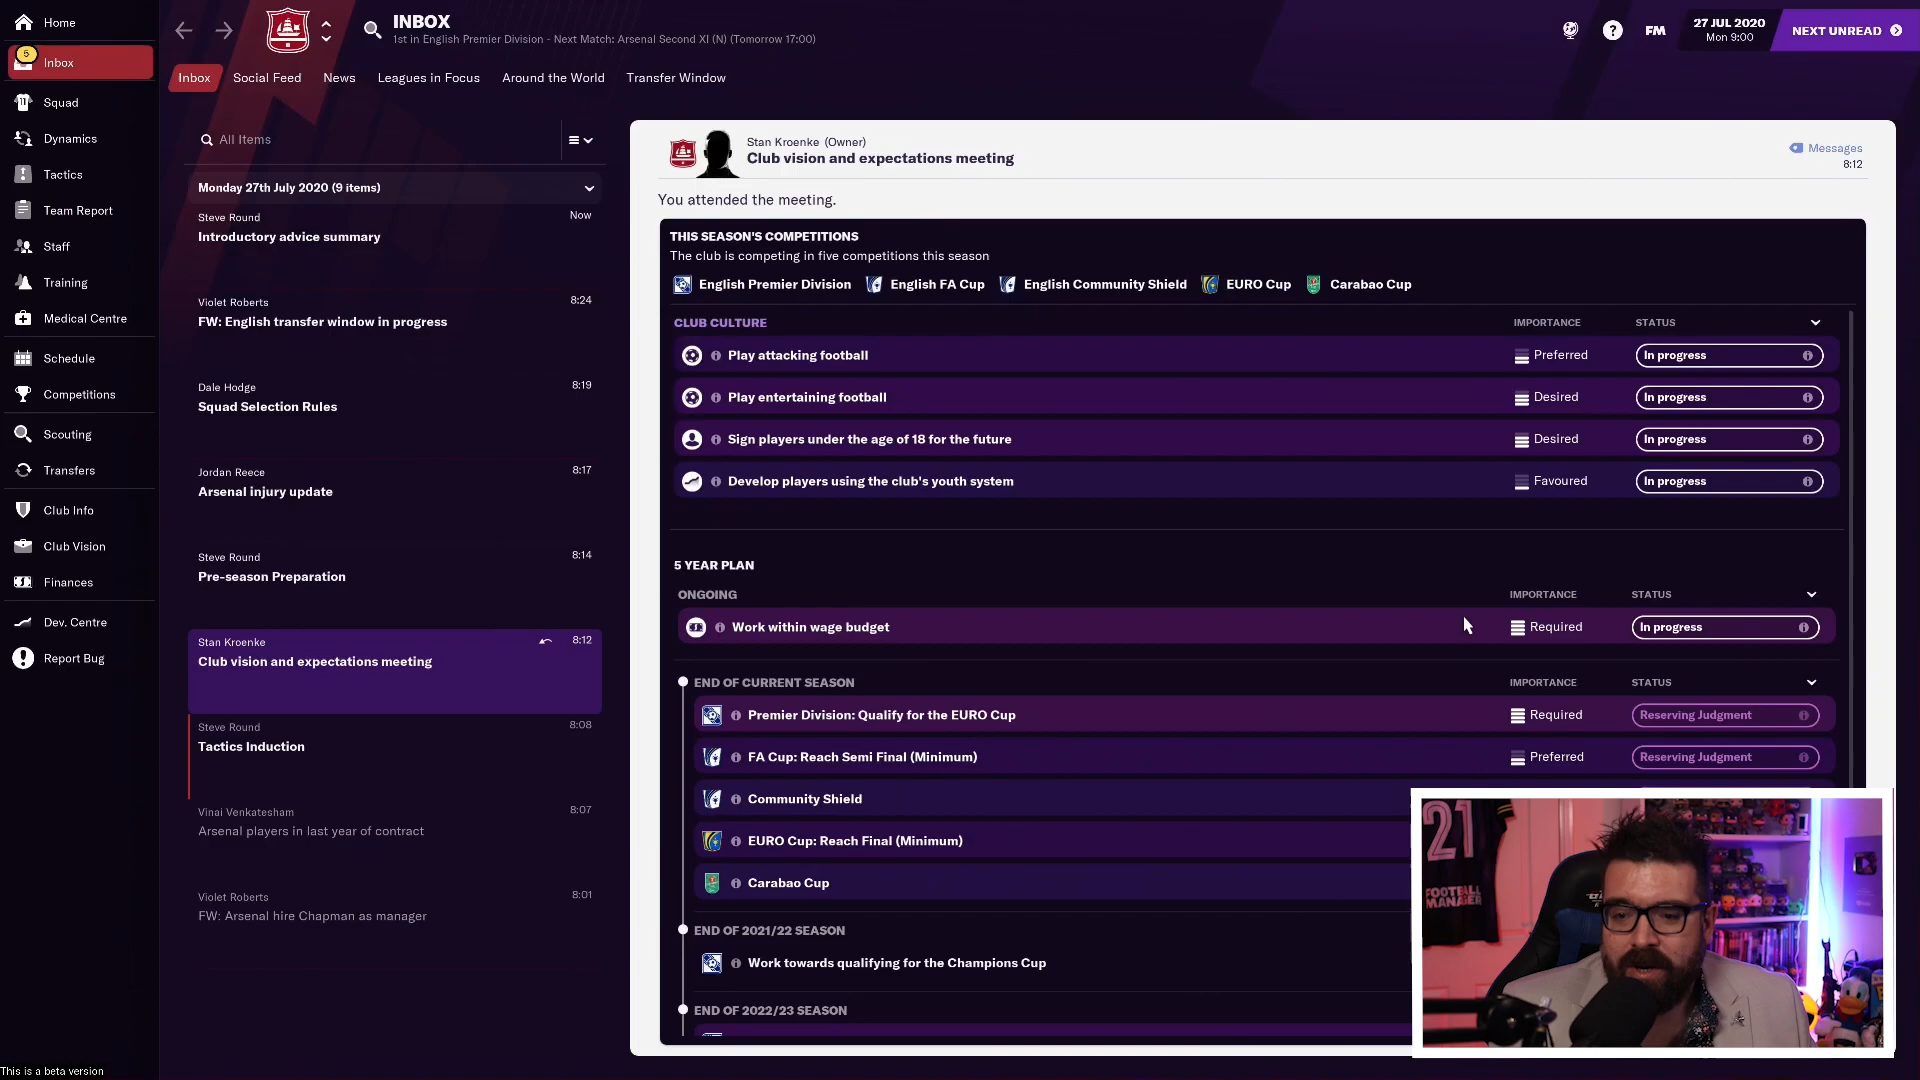 Home
5
Inbox
Squad
Dynamics
Tactics
Team Report
Staff
Training
Medical Centre
Schedule
Competitions
Scouting
Transfers
Club Info
Club Vision
Finances
Dev. Centre
Report Bug
This is a beta version
INBOX
1st in English Premier Division - Next Match: Arsenal Second XI (N) (Tomorrow 17:00)
FM
27 JUL 2020
Mon 9:00
NEXT UNREAD
Inbox Social Feed News Leagues in Focus Around the World Transfer Window
All Items
Monday 27th July 2020 (9 items)
Steve Round Now
Introductory advice summary
Violet Roberts 8:24
FW: English transfer window in progress
Dale Hodge 8:19
Squad Selection Rules
Jordan Reece 8:17
Arsenal injury update
Steve Round 8:14
Pre-season Preparation
Stan Kroenke 8:12
Club vision and expectations meeting
Steve Round 8:08
Tactics Induction
Vinai Venkatesham 8:07
Arsenal players in last year of contract
Violet Roberts 8:01
FW: Arsenal hire Chapman as manager
Stan Kroenke (Owner)
Club vision and expectations meeting
Messages
8:12
You attended the meeting.
THIS SEASON'S COMPETITIONS
The club is competing in five competitions this season
English Premier Division English FA Cup English Community Shield EURO Cup Carabao Cup
CLUB CULTURE IMPORTANCE STATUS
Play attacking football Preferred In progress
Play entertaining football Desired In progress
Sign players under the age of 18 for the future Desired In progress
Develop players using the club's youth system Favoured In progress
5 YEAR PLAN
ONGOING IMPORTANCE STATUS
Work within wage budget Required In progress
END OF CURRENT SEASON IMPORTANCE STATUS
Premier Division: Qualify for the EURO Cup Required Reserving Judgment
FA Cup: Reach Semi Final (Minimum) Preferred Reserving Judgment
Community Shield
EURO Cup: Reach Final (Minimum)
Carabao Cup
END OF 2021/22 SEASON
Work towards qualifying for the Champions Cup
END OF 2022/23 SEASON
21
FOOTBALL
MANAGER